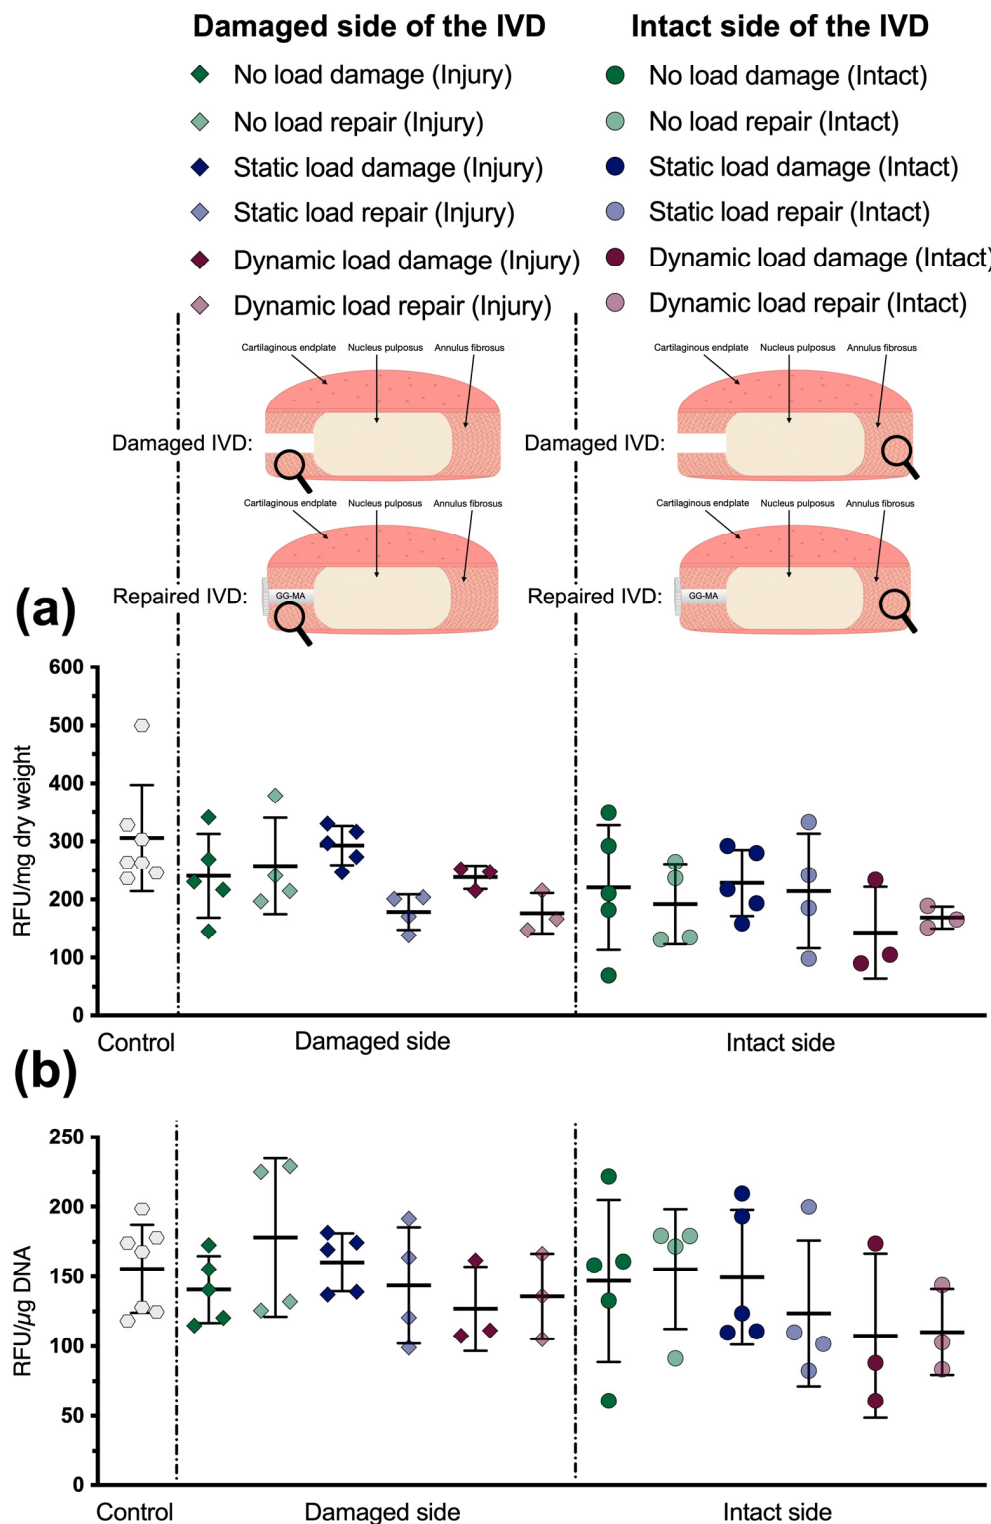 Damaged side of the IVD
No load damage (Injury)
No load repair (Injury)
Static load damage (Injury)
Static load repair (Injury)
Dynamic load damage (Injury)
Dynamic load repair (Injury)
Intact side of the IVD
No load damage (Intact)
No load repair (Intact)
Static load damage (Intact)
Static load repair (Intact)
Dynamic load damage (Intact)
Dynamic load repair (Intact)
Cartilaginous endplate Nucleus pulposus Annulus fibrosus
Damaged IVD:
Cartilaginous endplate Nucleus pulposus Annulus fibrosus
Damaged IVD:
Cartilaginous endplate Nucleus pulposus Annulus fibrosus
Repaired IVD:
GG-MA
Cartilaginous endplate Nucleus pulposus Annulus fibrosus
Repaired IVD:
GG-MA
(a)
RFU/mg dry weight
600
500
400
300
200
100
0
Control Damaged side Intact side
(b)
RFU/µg DNA
250
200
150
100
50
0
Control Damaged side Intact side